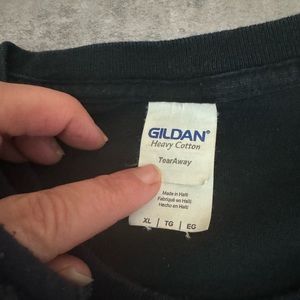 GILDAN®
Heavy Cotton
TearAway
Made in Haiti
Fabriqué en Haïti
Hecho en Haití
XL | TG | EG